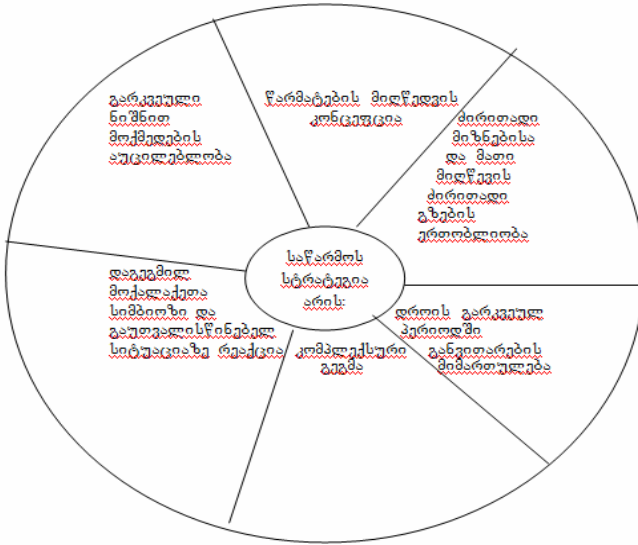 გარკვეული
ნიშნით
მოქმედების
აუცილებლობა
წარმატების მიღწედვის
კონცეფცია
ძირითადი
მიზნებისა
და მათი
მიღწევის
ძირითადი
გზების
ერთობლიობა
საწარმოს
სტრატეგია
არის:
დაგეგმილ
მოქალაქეთა
სიმბიოზი და
გაუთვალისწინებელ
სიტუაციაზე რეაქცია
კომპლექსური
გეგმა
დროის გარკვეულ
პერიოდში
განვითარების
მიმართულება